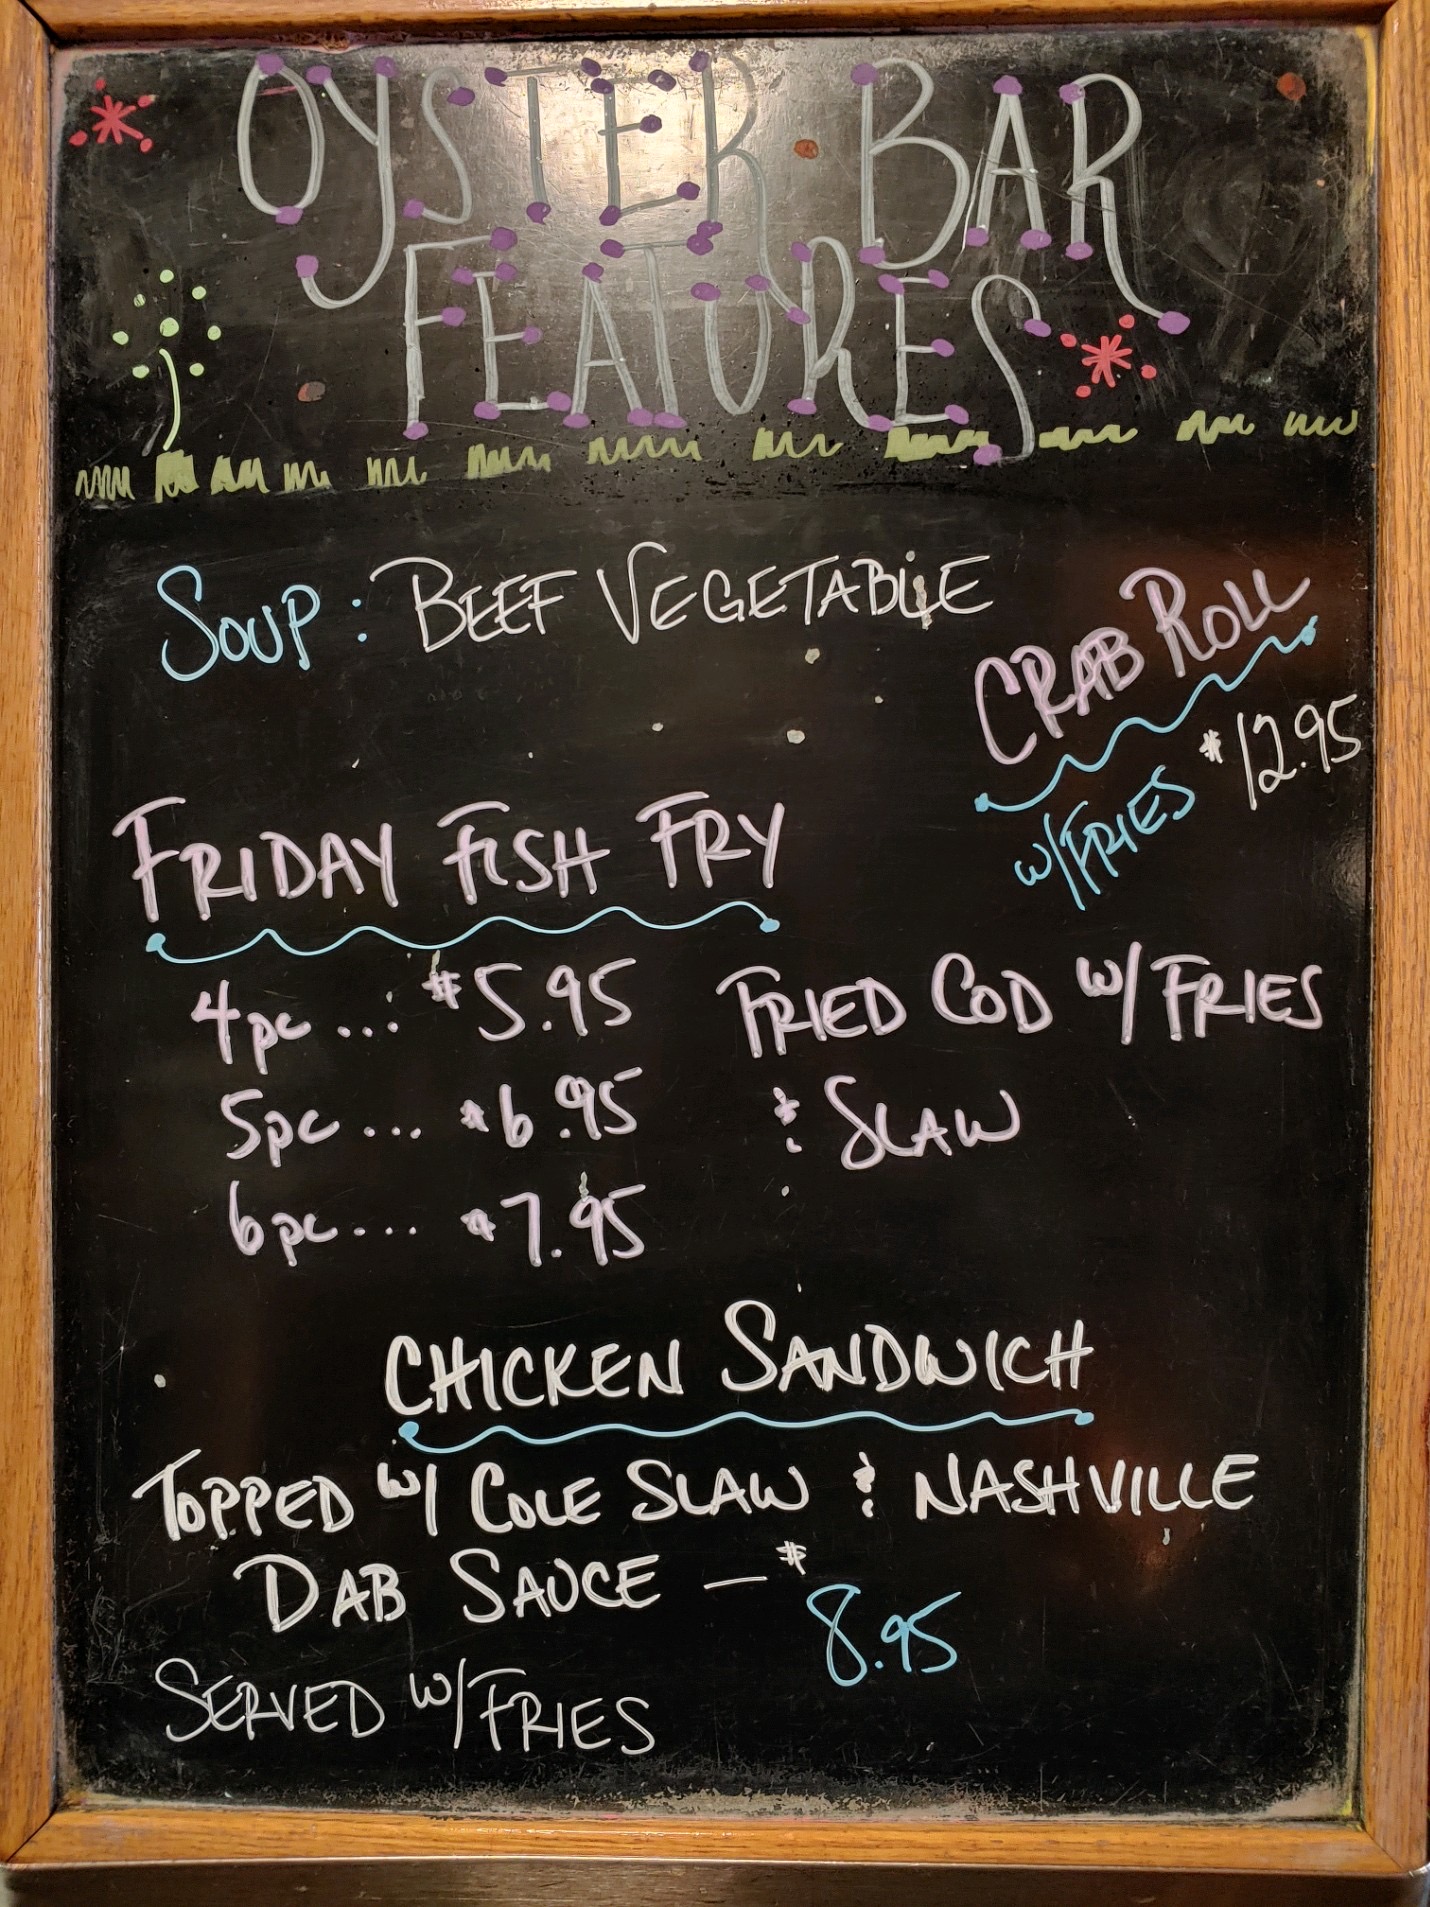 OYSTER BAR
FEATURES
SOUP: BEEF VEGETABLE
CRAB ROLL
W/FRIES $12.95
FRIDAY FISH FRY
4pc ... $5.95
5pc ... $6.95
6pc ... $7.95
FRIED COD W/ FRIES
& SLAW
CHICKEN SANDWICH
TOPPED W/ COLE SLAW & NASHVILLE
DAB SAUCE — $8.95
SERVED W/ FRIES